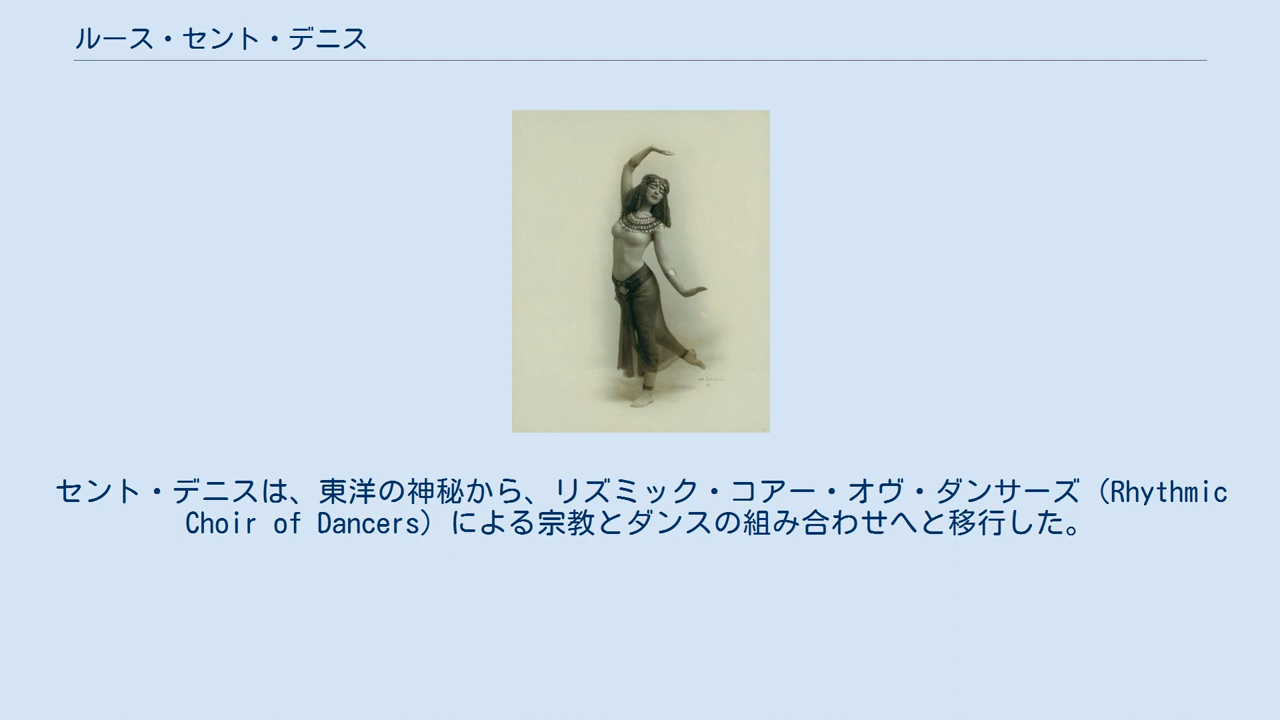 ルース・セント・デニス
セント・デニスは、東洋の神秘から、リズミック・コアー・オヴ・ダンサーズ（Rhythmic
Choir of Dancers）による宗教とダンスの組み合わせへと移行した。